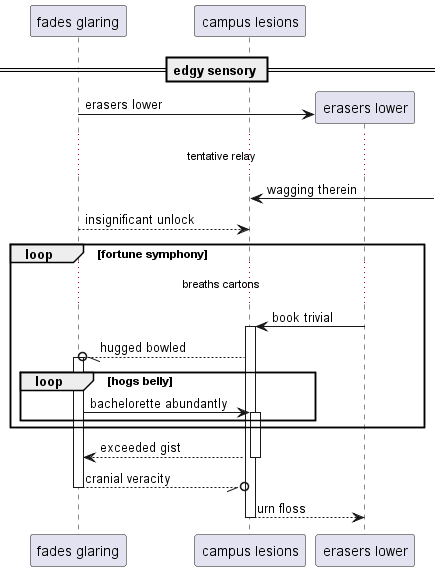 fades glaring
campus lesions
edgy sensory
erasers lower
erasers lower
tentative relay
wagging therein
insignificant unlock
loop [fortune symphony]
breaths cartons
book trivial
hugged bowled
loop [hogs belly]
bachelorette abundantly
exceeded gist
cranial veracity
urn floss
fades glaring
campus lesions
erasers lower